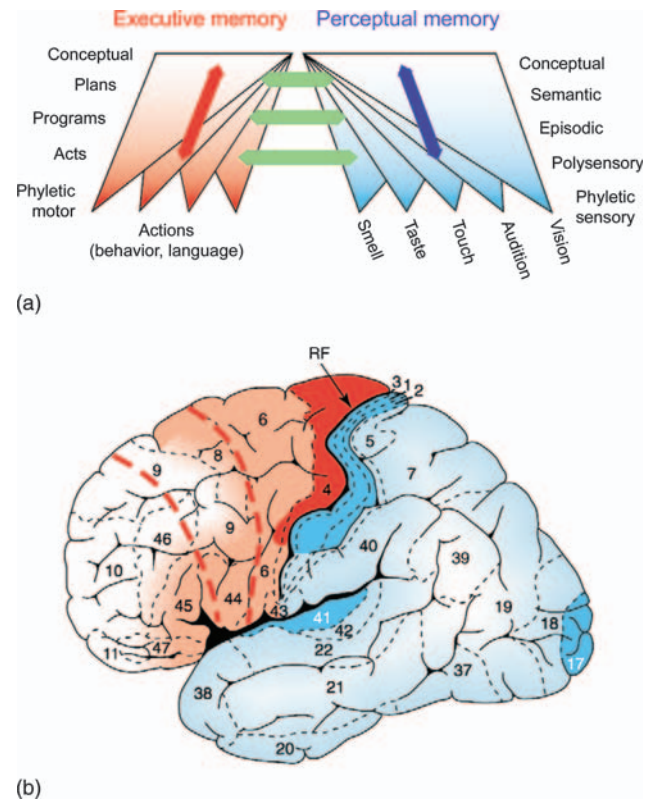 Executive memory Perceptual memory
Conceptual
Plans
Programs
Acts
Phyletic
motor
Actions
(behavior, language)
Conceptual
Semantic
Episodic
Polysensory
Phyletic
sensory
Smell
Taste
Touch
Audition
Vision
(a)
RF
3 1 2
6
5
8
7
9
4
9
46
40
39
10
6
19
45
44
43
41
18
42
17
47
22
11
38
21
37
20
(b)